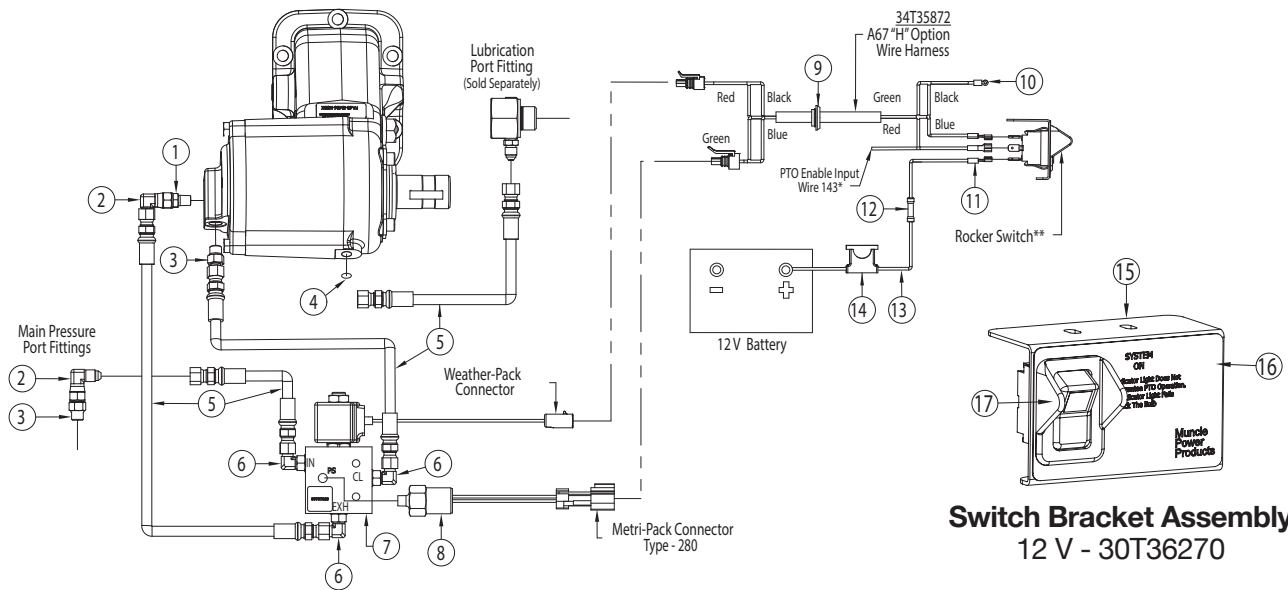 34T35872
A67 "H" Option
Wire Harness
Lubrication
Port Fitting
(Sold Separately)
9
10
Red
Black
Green
Black
Blue
Green
Blue
Red
1
2
PTO Enable Input
Wire 143*
11
12
Rocker Switch**
3
4
14
13
15
5
12 V Battery
Main Pressure
Port Fittings
Weather-Pack
Connector
SYSTEM
ON
16
17
2
5
3
Muncie
Power
Products
6
IN
PS
CL
6
EXH
6
7
8
Metri-Pack Connector
Type - 280
Switch Bracket Assembly
12 V - 30T36270